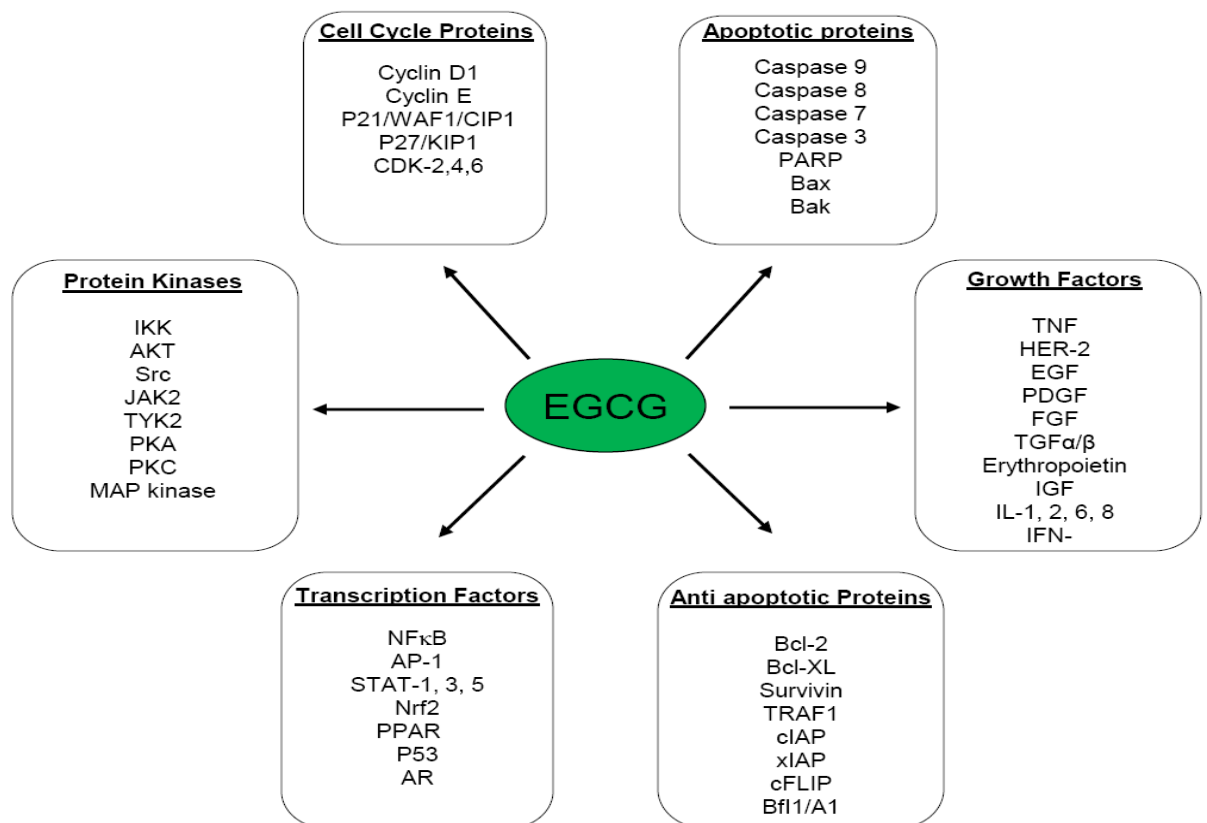 Cell Cycle Proteins
Cyclin D1
Cyclin E
P21/WAF1/CIP1
P27/KIP1
CDK-2,4,6
Apoptotic proteins
Caspase 9
Caspase 8
Caspase 7
Caspase 3
PARP
Bax
Bak
Protein Kinases
IKK
AKT
Src
JAK2
TYK2
PKA
PKC
MAP kinase
EGCG
Growth Factors
TNF
HER-2
EGF
PDGF
FGF
TGFα/β
Erythropoietin
IGF
IL-1, 2, 6, 8
IFN-
Transcription Factors
NFκB
AP-1
STAT-1, 3, 5
Nrf2
PPAR
P53
AR
Anti apoptotic Proteins
Bcl-2
Bcl-XL
Survivin
TRAF1
cIAP
xIAP
cFLIP
Bfl1/A1